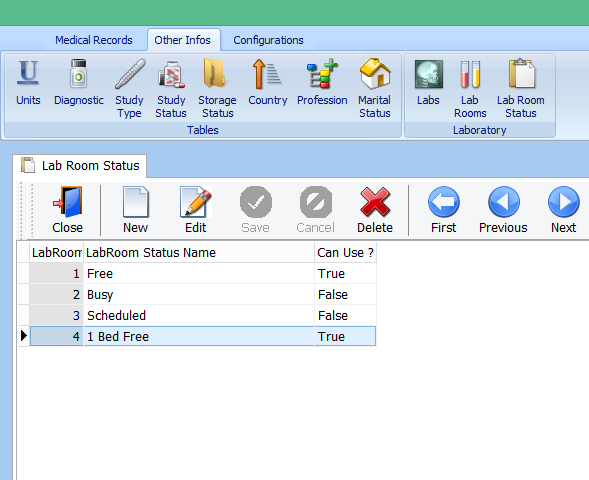 Medical Records Other Infos Configurations
Units Diagnostic Study Type Study Status Storage Status Country Profession Marital Status Labs Lab Rooms Lab Room Status
Tables Laboratory
Lab Room Status
Close New Edit Save Cancel Delete First Previous Next
LabRoom LabRoom Status Name Can Use ?
1 Free True
2 Busy False
3 Scheduled False
4 1 Bed Free True